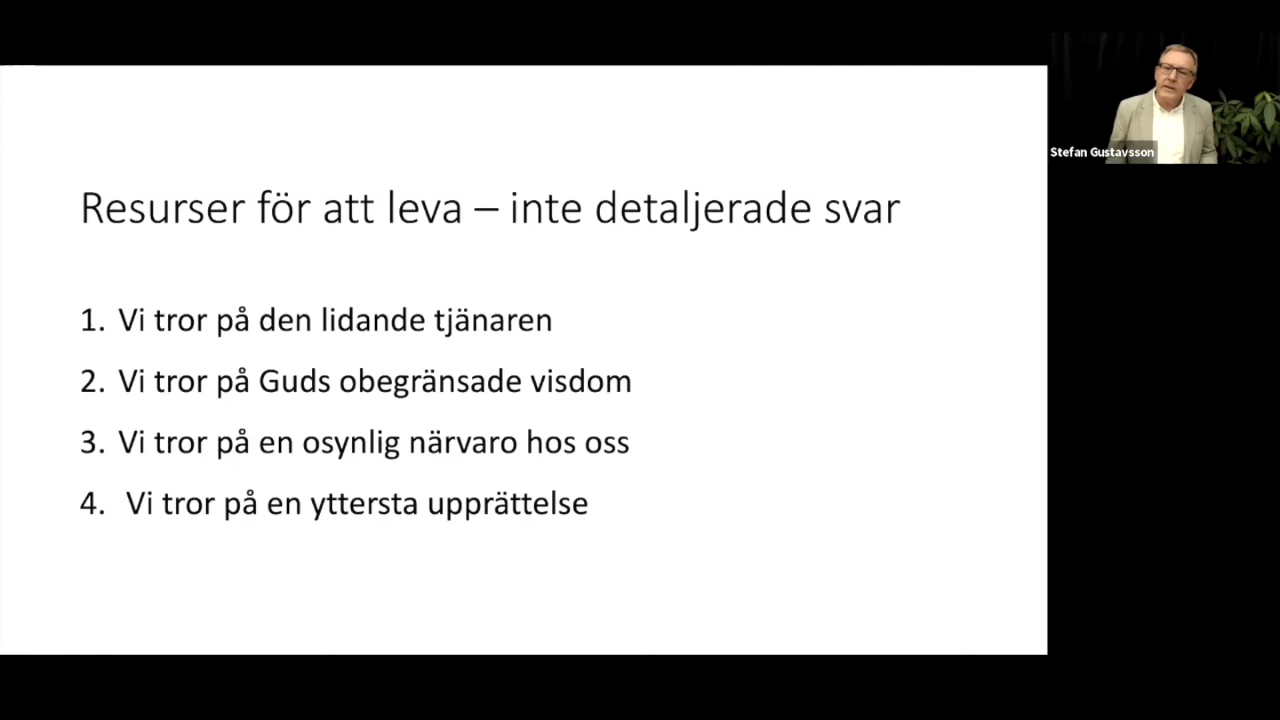 Resurser för att leva – inte detaljerade svar
1. Vi tror på den lidande tjänaren
2. Vi tror på Guds obegränsade visdom
3. Vi tror på en osynlig närvaro hos oss
4. Vi tror på en yttersta upprättelse
Stefan Gustavsson